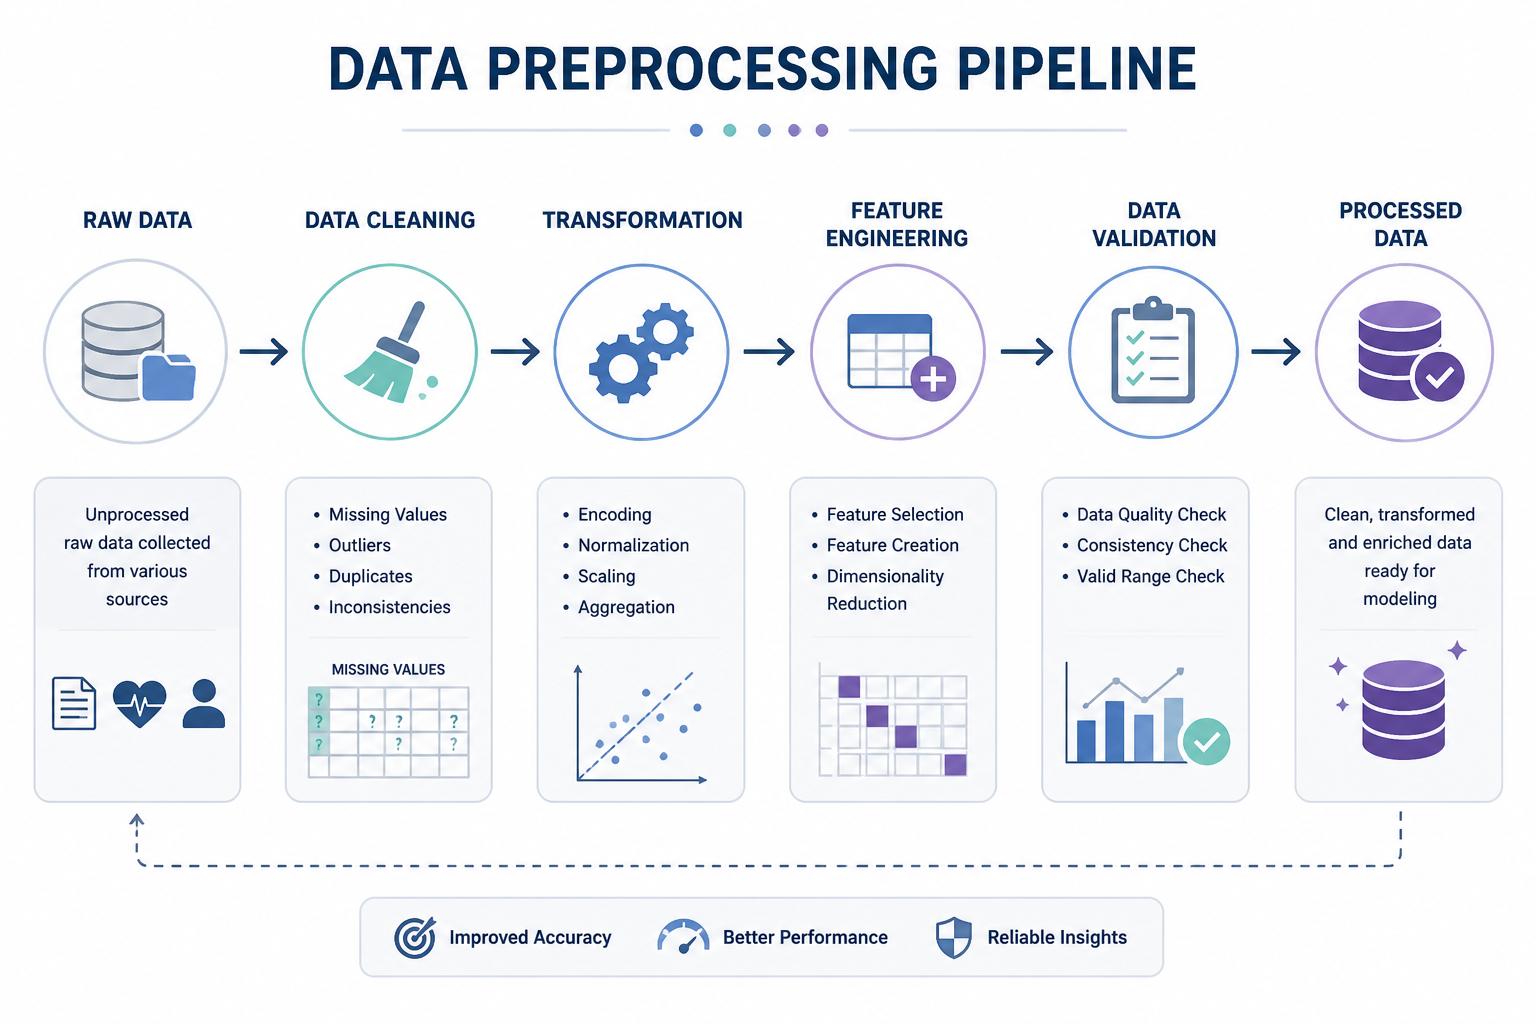 DATA PREPROCESSING PIPELINE
RAW DATA
DATA CLEANING
TRANSFORMATION
FEATURE
ENGINEERING
DATA
VALIDATION
PROCESSED
DATA
Unprocessed
raw data collected
from various
sources
• Missing Values
• Outliers
• Duplicates
• Inconsistencies
MISSING VALUES
?
? ? ? ?
? ? ?
• Encoding
• Normalization
• Scaling
• Aggregation
• Feature Selection
• Feature Creation
• Dimensionality
Reduction
• Data Quality Check
• Consistency Check
• Valid Range Check
Clean, transformed
and enriched data
ready for
modeling
Improved Accuracy
Better Performance
Reliable Insights